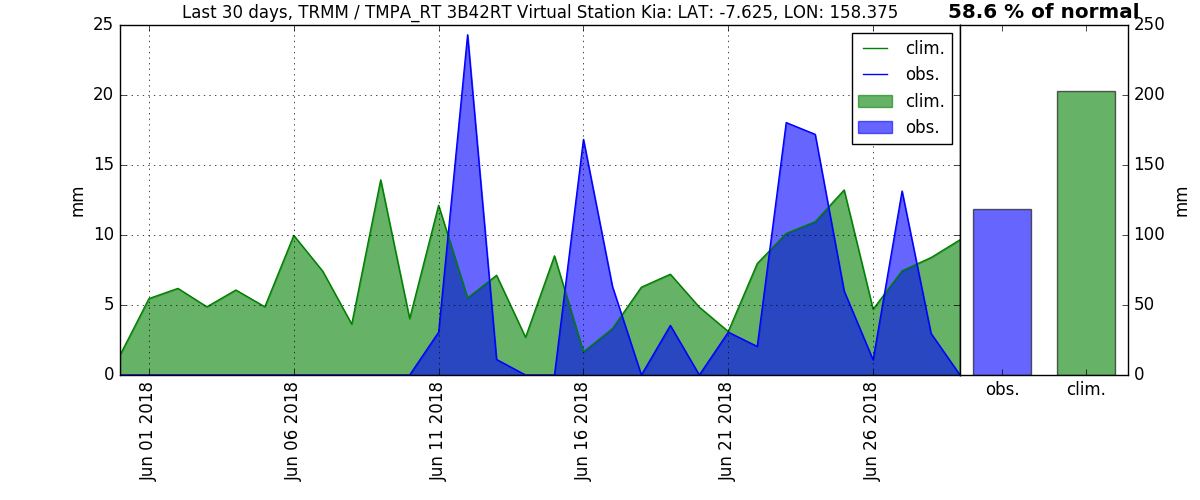 Last 30 days, TRMM / TMPA_RT 3B42RT Virtual Station Kia: LAT: -7.625, LON: 158.375
58.6 % of normal
25
20
15
10
5
0
mm
clim.
obs.
clim.
obs.
250
200
150
100
50
0
mm
obs.
clim.
Jun 01 2018
Jun 06 2018
Jun 11 2018
Jun 16 2018
Jun 21 2018
Jun 26 2018